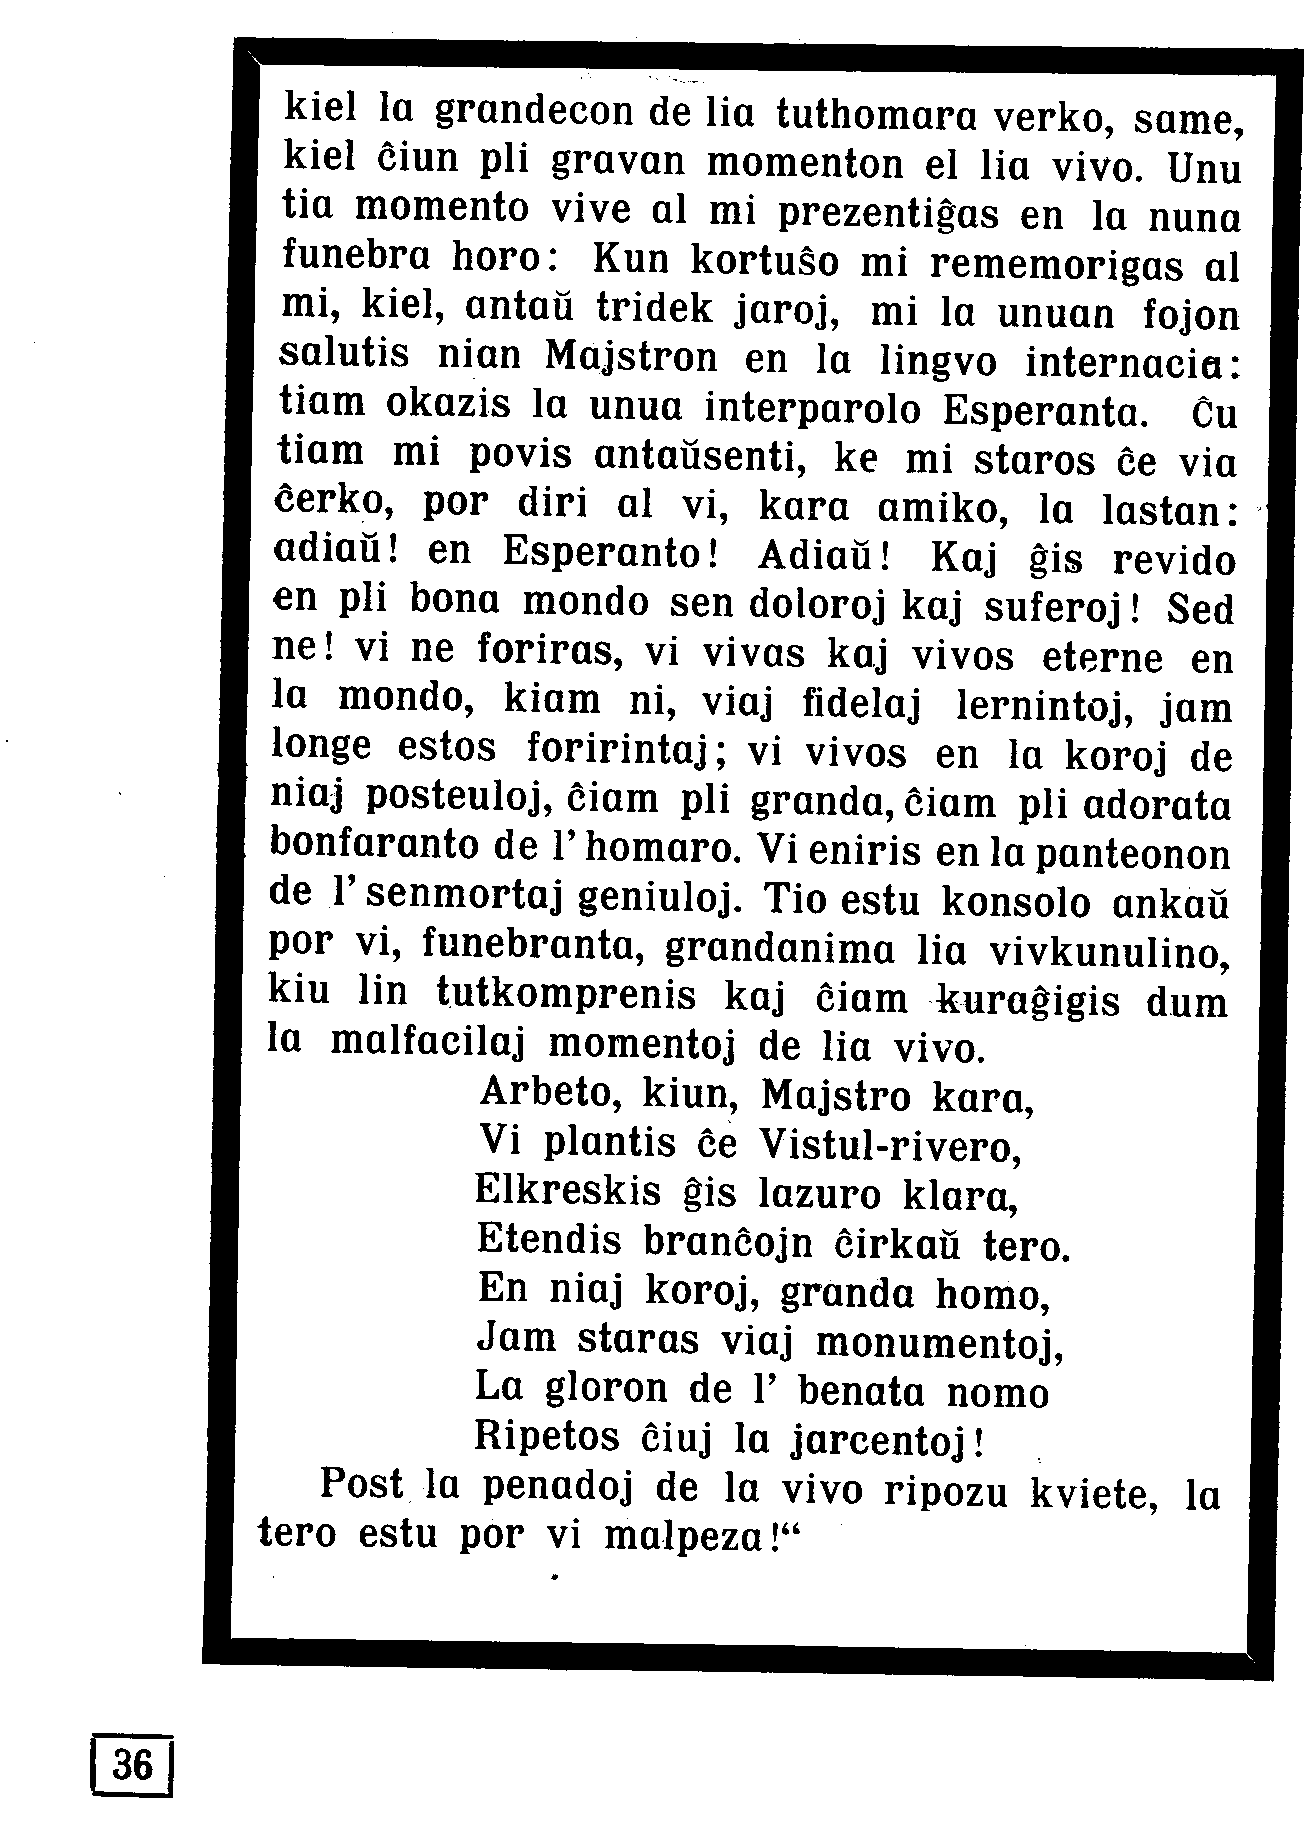 kiel la grandecon de lia tuthomara verko, same,
kiel ĉiun pli gravan momenton el lia vivo. Unu
tia momento vive al mi prezentiĝas en la nuna
funebra horo: Kun kortuŝo mi rememorigas al
mi, kiel, antaŭ tridek jaroj, mi la unuan fojon
salutis nian Majstron en la lingvo internacia:
tiam okazis la unua interparolo Esperanta. Ĉu
tiam mi povis antaŭsenti, ke mi staros ĉe via
ĉerko, por diri al vi, kara amiko, la lastan:
adiaŭ! en Esperanto! Adiaŭ! Kaj ĝis revido
en pli bona mondo sen doloroj kaj suferoj! Sed
ne! vi ne foriras, vi vivas kaj vivos eterne en
la mondo, kiam ni, viaj fidelaj lernintoj, jam
longe estos foririntaj; vi vivos en la koroj de
niaj posteuloj, ĉiam pli granda, ĉiam pli adorata
bonfaranto de l’ homaro. Vi eniris en la panteonon
de l’ senmortaj geniuloj. Tio estu konsolo ankaŭ
por vi, funebranta, grandanima lia vivkunulino,
kiu lin tutkomprenis kaj ĉiam kuraĝigis dum
la malfacilaj momentoj de lia vivo.
Arbeto, kiun, Majstro kara,
Vi plantis ĉe Vistul-rivero,
Elkreskis ĝis lazuro klara,
Etendis branĉojn ĉirkaŭ tero.
En niaj koroj, granda homo,
Jam staras viaj monumentoj,
La gloron de l’ benata nomo
Ripetos ĉiuj la jarcentoj!
Post la penadoj de la vivo ripozu kviete, la
tero estu por vi malpeza!“
36